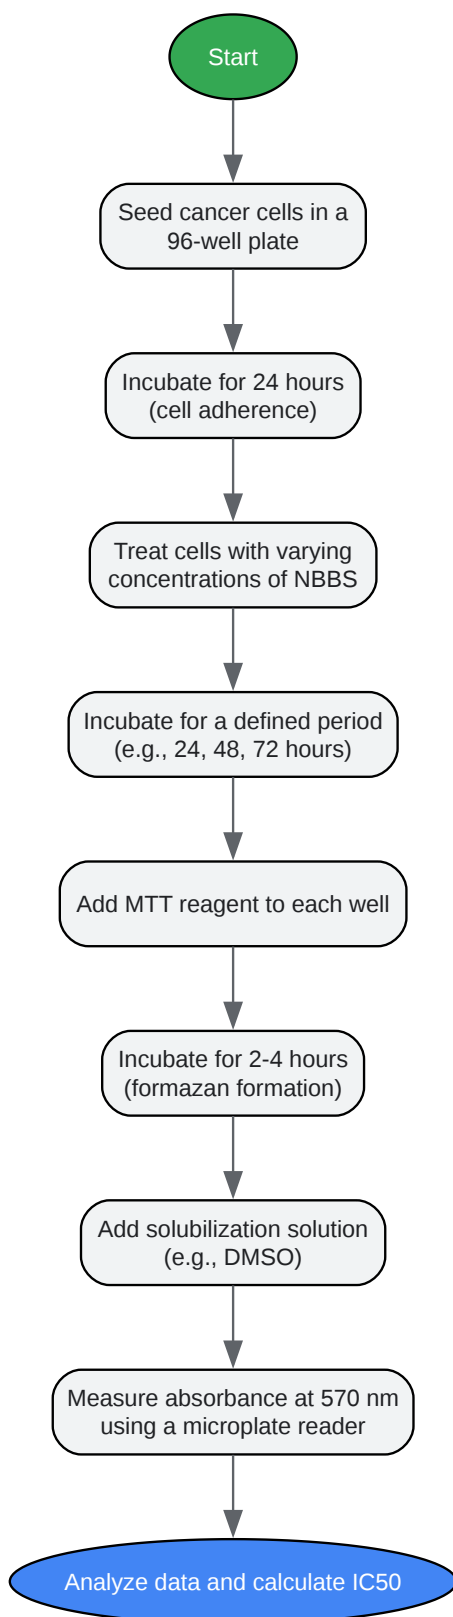 Start
Seed cancer cells in a
96-well plate
Incubate for 24 hours
(cell adherence)
Treat cells with varying
concentrations of NBBS
Incubate for a defined period
(e.g., 24, 48, 72 hours)
Add MTT reagent to each well
Incubate for 2-4 hours
(formazan formation)
Add solubilization solution
(e.g., DMSO)
Measure absorbance at 570 nm
using a microplate reader
Analyze data and calculate IC50